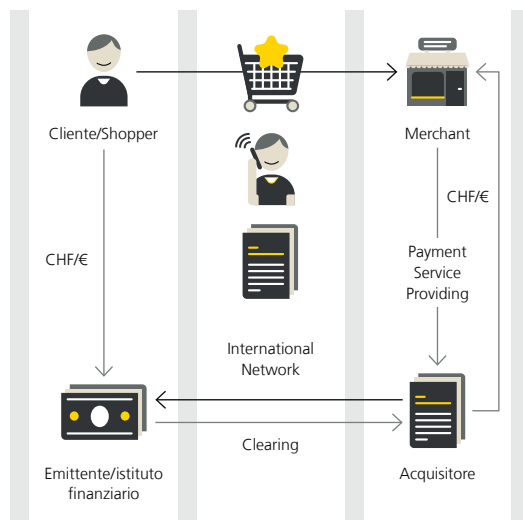 Cliente/Shopper
Merchant
CHF/€
CHF/€
Payment
Service
Providing
International
Network
Clearing
Emittente/istituto
finanziario
Acquisitore